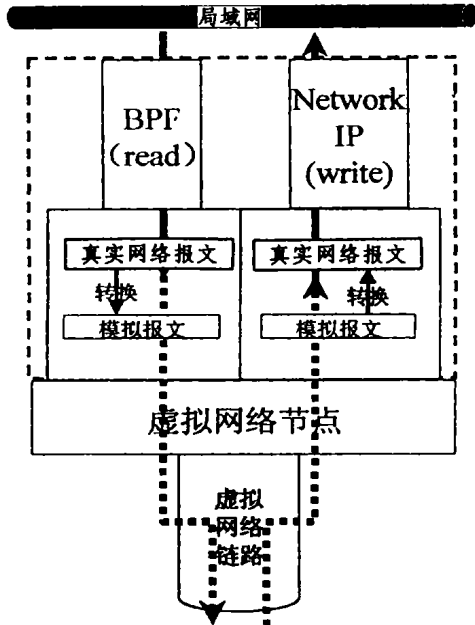 局域网
BPF
(read)
Network
IP
(write)
真实网络报文
转换
模拟报文
真实网络报文
转换
模拟报文
虚拟网络节点
虚拟
网络
链路